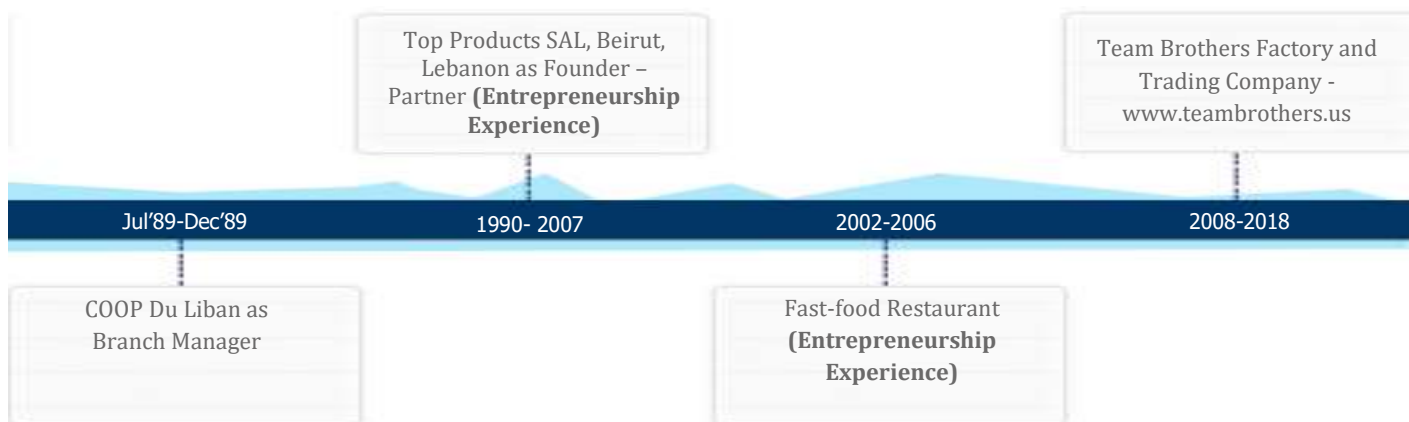 Top Products SAL, Beirut,
Lebanon as Founder –
Partner (Entrepreneurship
Experience)
Team Brothers Factory and
Trading Company -
www.teambrothers.us
Jul'89-Dec'89
1990- 2007
2002-2006
2008-2018
COOP Du Liban as
Branch Manager
Fast-food Restaurant
(Entrepreneurship
Experience)